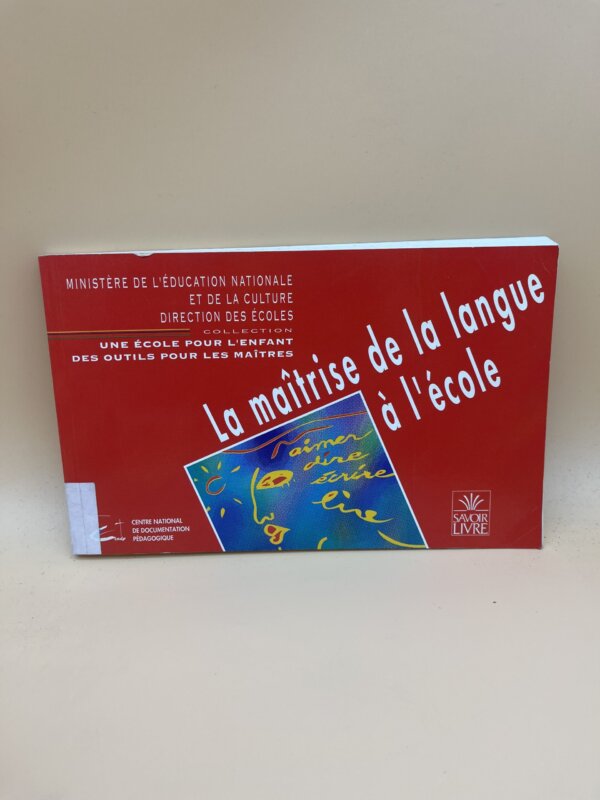 MINISTÈRE DE L'ÉDUCATION NATIONALE
ET DE LA CULTURE
DIRECTION DES ÉCOLES
COLLECTION
UNE ÉCOLE POUR L'ENFANT
DES OUTILS POUR LES MAÎTRES
La maîtrise de la langue
à l'école
aimer
dire
écrire
lire
CENTRE NATIONAL
DE DOCUMENTATION
PÉDAGOGIQUE
SAVOIR
LIVRE